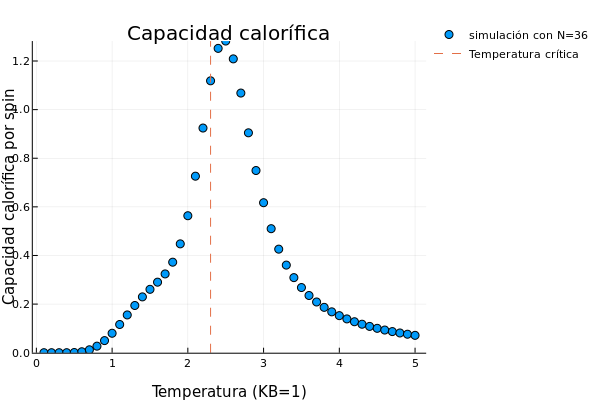 Capacidad calorífica
simulación con N=36
Temperatura crítica
Capacidad calorífica por spin
1.2
1.0
0.8
0.6
0.4
0.2
0.0
0 1 2 3 4 5
Temperatura (KB=1)